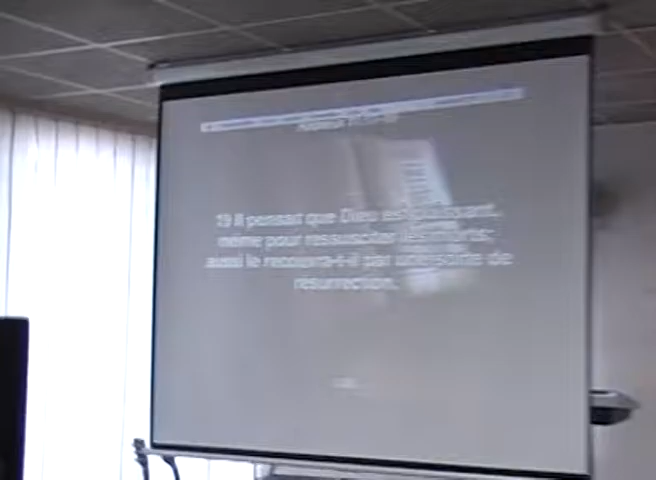 19 Il pensait que Dieu est puissant,
même pour ressusciter les morts;
aussi le recouvra-t-il par une sorte de
résurrection.